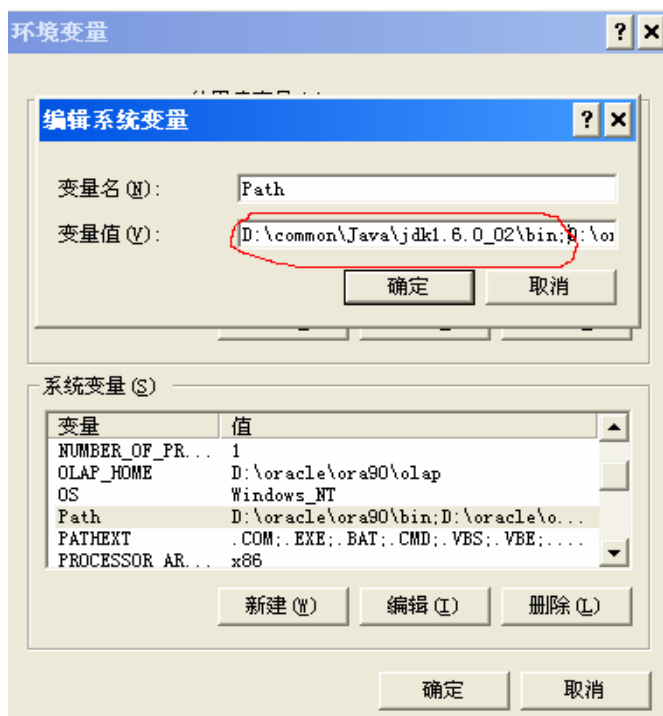 环境变量
编辑系统变量
变量名(N):
Path
变量值(V):
D:\common\Java\jdk1.6.0_02\bin;D:\or
确定
取消
系统变量(S)
变量
值
NUMBER_OF_PR...
1
OLAP_HOME
D:\oracle\ora90\olap
OS
Windows_NT
Path
D:\oracle\ora90\bin;D:\oracle\o...
PATHEXT
.COM;.EXE;.BAT;.CMD;.VBS;.VBE;....
PROCESSOR_AR...
x86
新建(W)
编辑(I)
删除(L)
确定
取消